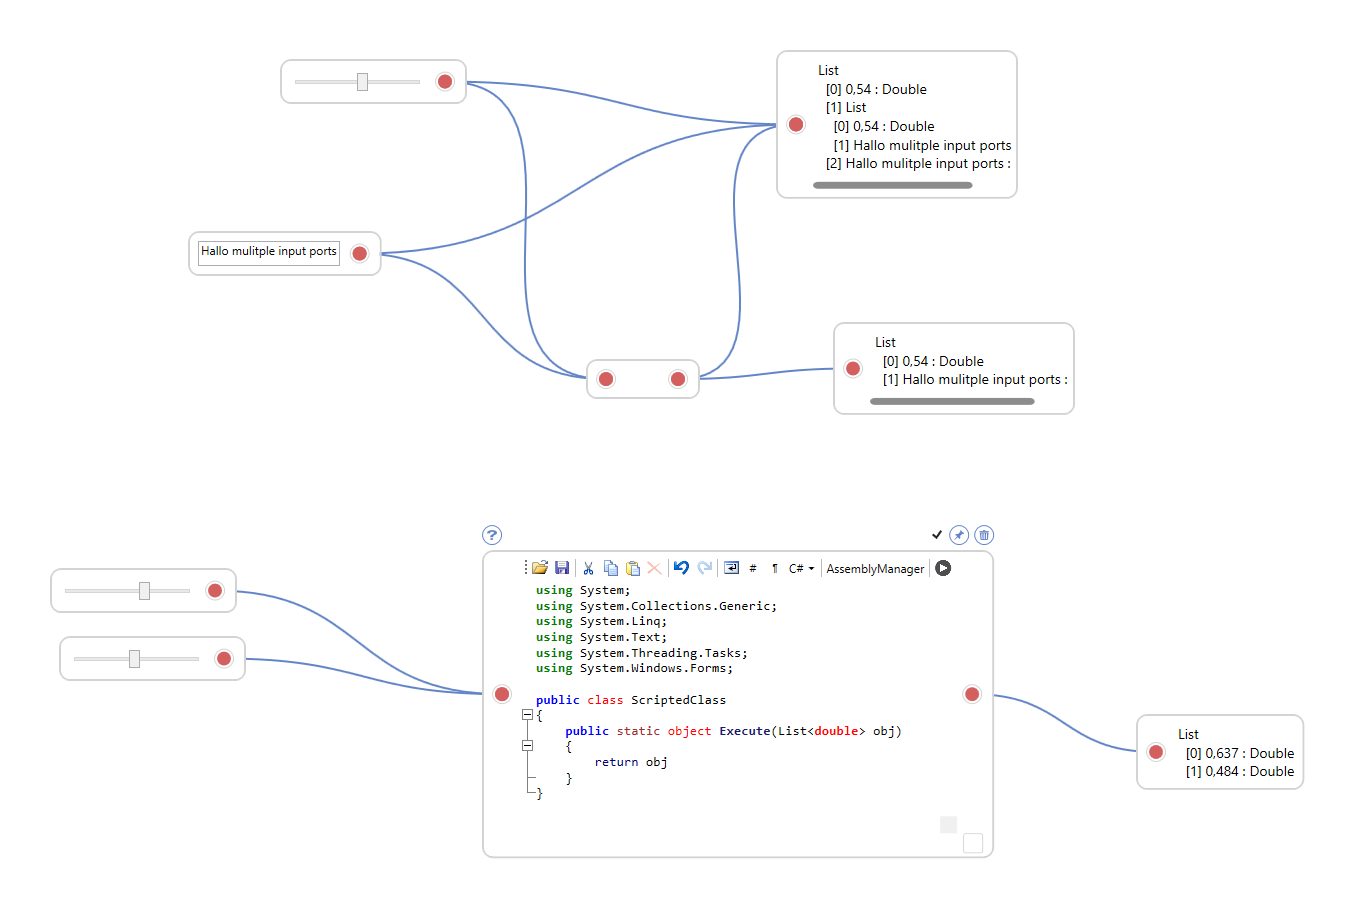 List
[0] 0,54 : Double
[1] List
[0] 0,54 : Double
[1] Hallo mulitple input ports
[2] Hallo mulitple input ports :
Hallo mulitple input ports
List
[0] 0,54 : Double
[1] Hallo mulitple input ports :
?
# ¶ C# AssemblyManager
using System;
using System.Collections.Generic;
using System.Linq;
using System.Text;
using System.Threading.Tasks;
using System.Windows.Forms;
public class ScriptedClass
{
public static object Execute(List<double> obj)
{
return obj
}
}
List
[0] 0,637 : Double
[1] 0,484 : Double